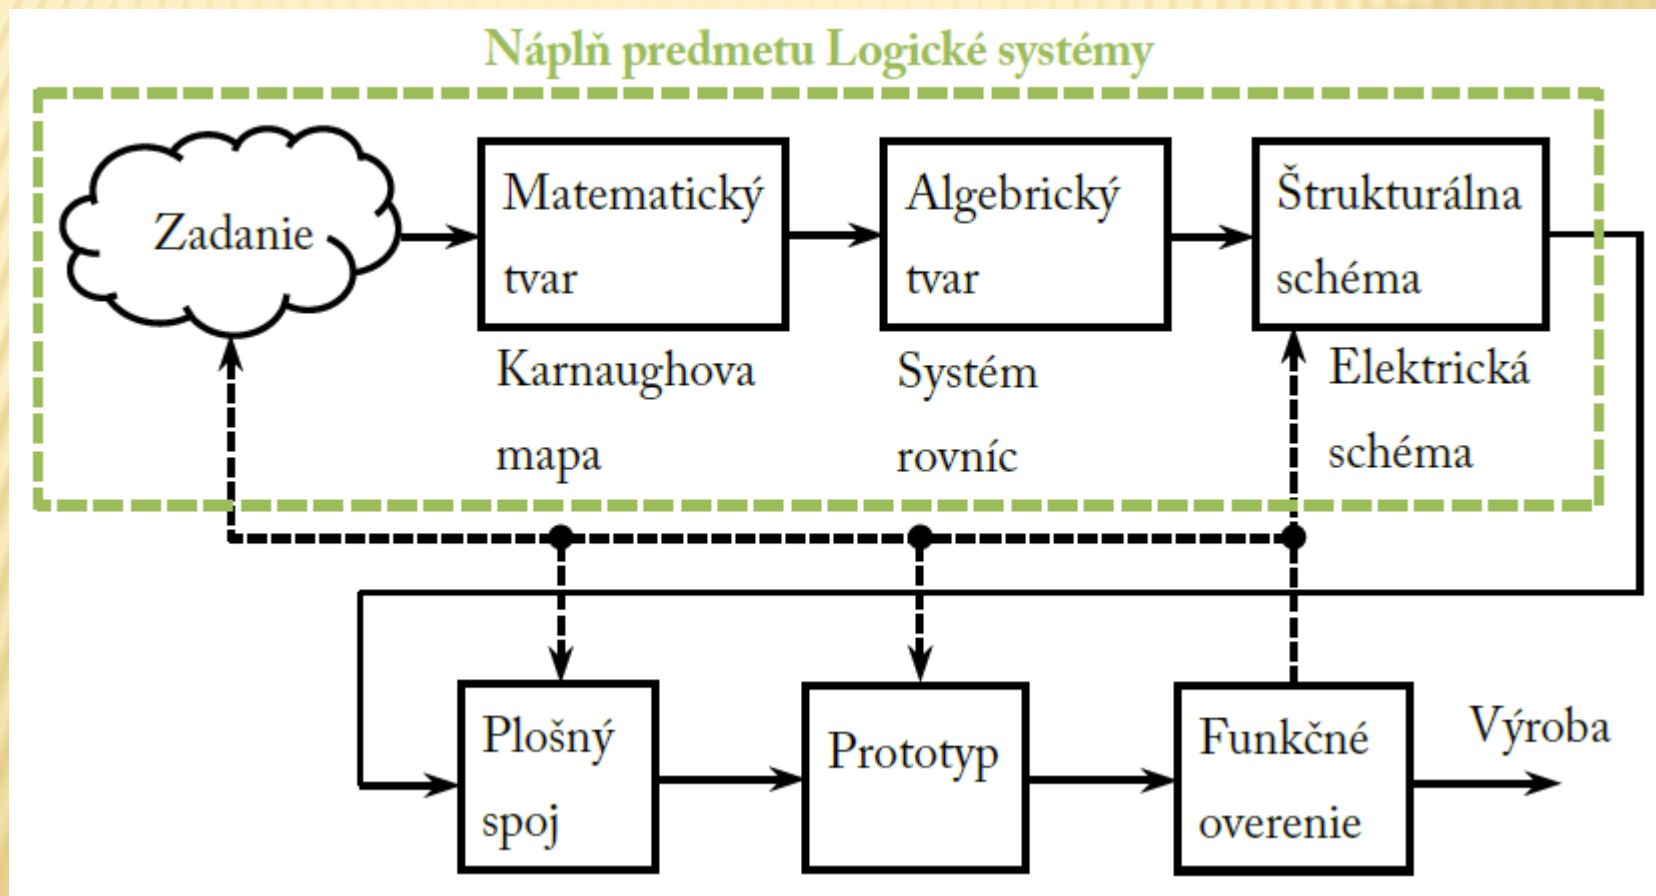 Náplň predmetu Logické systémy
Zadanie
Matematický
tvar
Algebrický
tvar
Štrukturálna
schéma
Karnaughova
mapa
Systém
rovníc
Elektrická
schéma
Plošný
spoj
Prototyp
Funkčné
overenie
Výroba